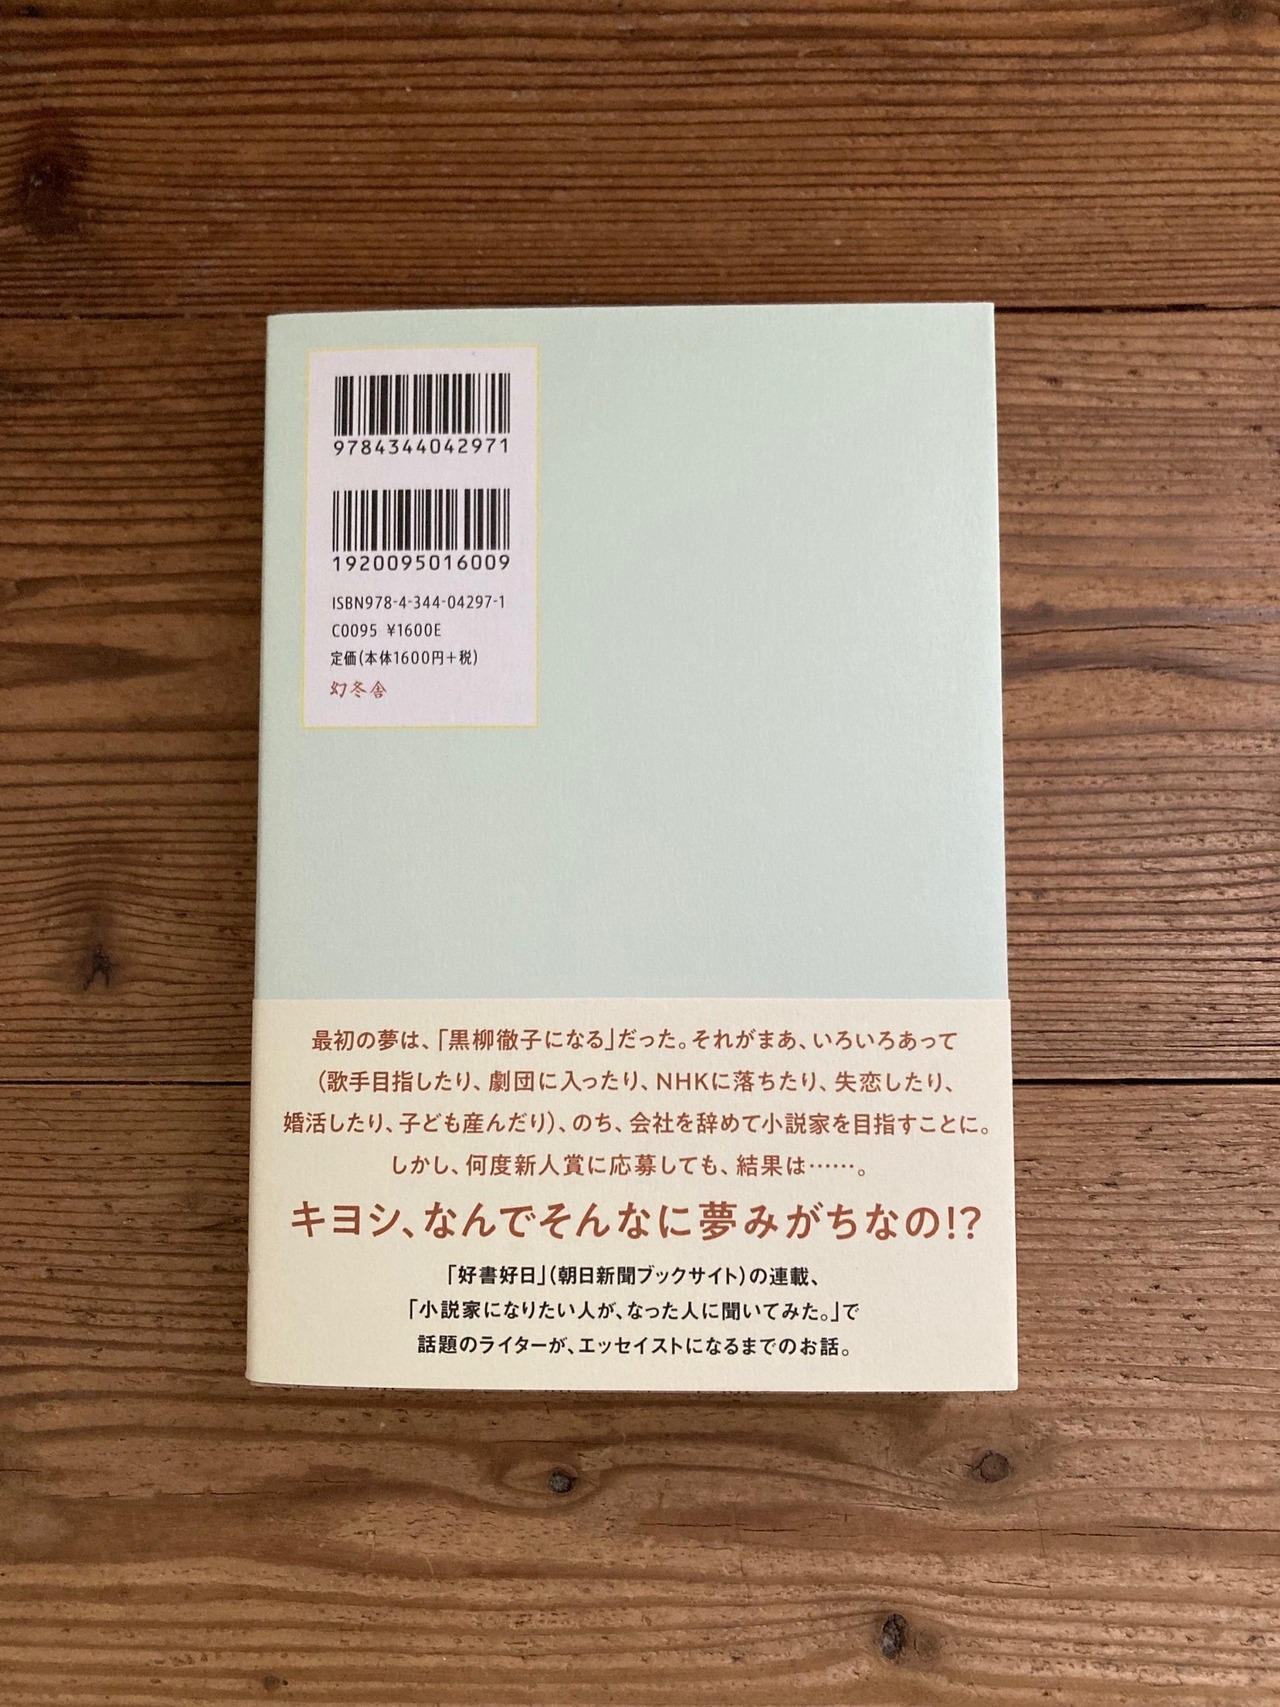 9784344042971
1920095016009
ISBN978-4-344-04297-1
C0095 ¥1600E
定価(本体1600円+税)
幻冬舎
最初の夢は、「黒柳徹子になる」だった。それがまあ、いろいろあって
(歌手目指したり、劇団に入ったり、NHKに落ちたり、失恋したり、
婚活したり、子ども産んだり)、のち、会社を辞めて小説家を目指すことに。
しかし、何度新人賞に応募しても、結果は……。
キヨシ、なんでそんなに夢みがちなの!?
「好書好日」(朝日新聞ブックサイト)の連載、
「小説家になりたい人が、なった人に聞いてみた。」で
話題のライターが、エッセイストになるまでのお話。